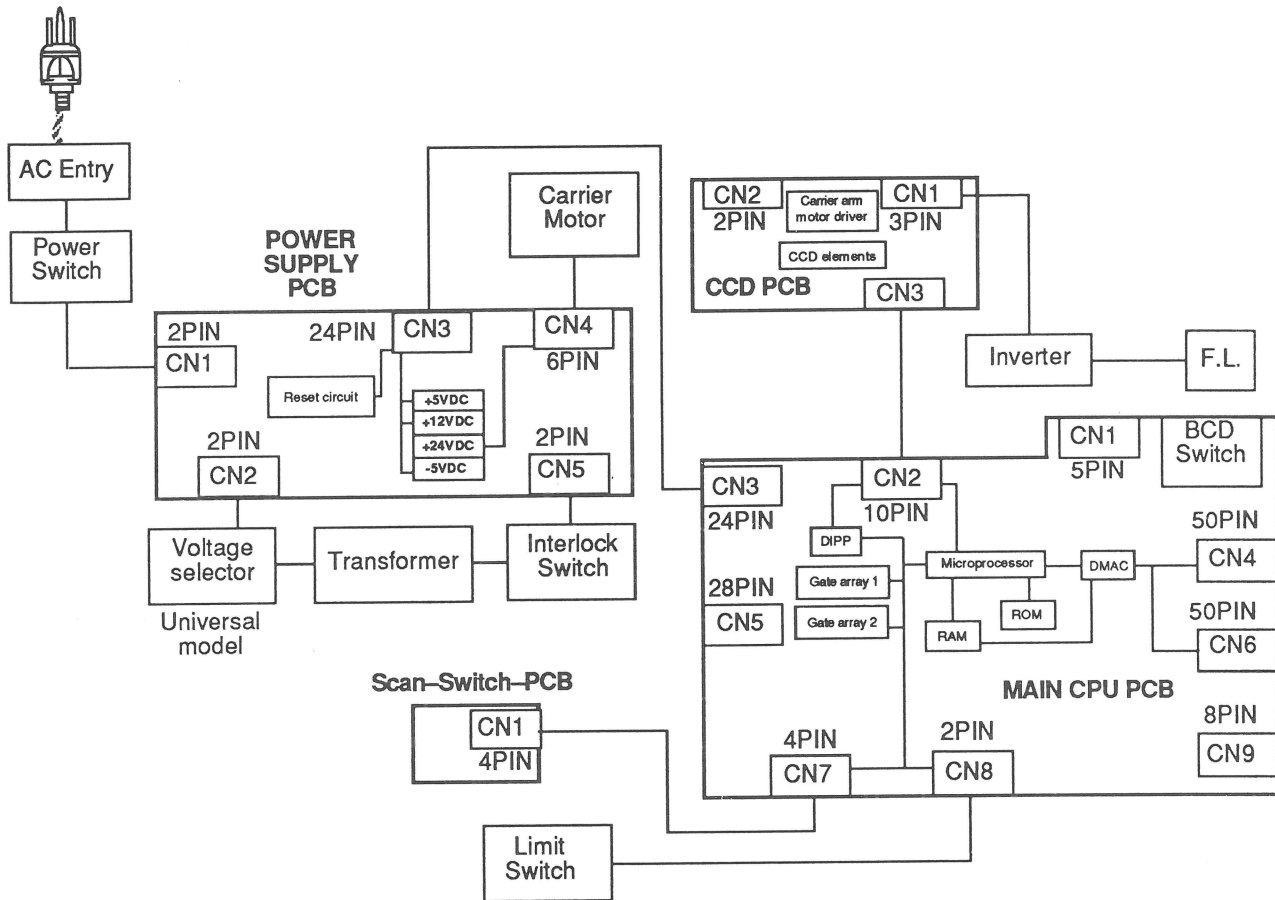 AC Entry
Power
Switch
POWER
SUPPLY
PCB
2PIN
CN1
24PIN
CN3
CN4
6PIN
Carrier
Motor
Reset circuit
+5VDC
+12VDC
+24VDC
-5VDC
2PIN
CN2
2PIN
CN5
Voltage
selector
Universal
model
Transformer
Interlock
Switch
CN2
2PIN
Carrier arm
motor driver
CN1
3PIN
CCD elements
CCD PCB
CN3
Inverter
F.L.
CN1
5PIN
BCD
Switch
CN3
24PIN
CN2
10PIN
DIPP
Gate array 1
Gate array 2
Microprocessor
DMAC
ROM
RAM
50PIN
CN4
50PIN
CN6
28PIN
CN5
MAIN CPU PCB
8PIN
CN9
4PIN
CN7
2PIN
CN8
Scan–Switch–PCB
CN1
4PIN
Limit
Switch